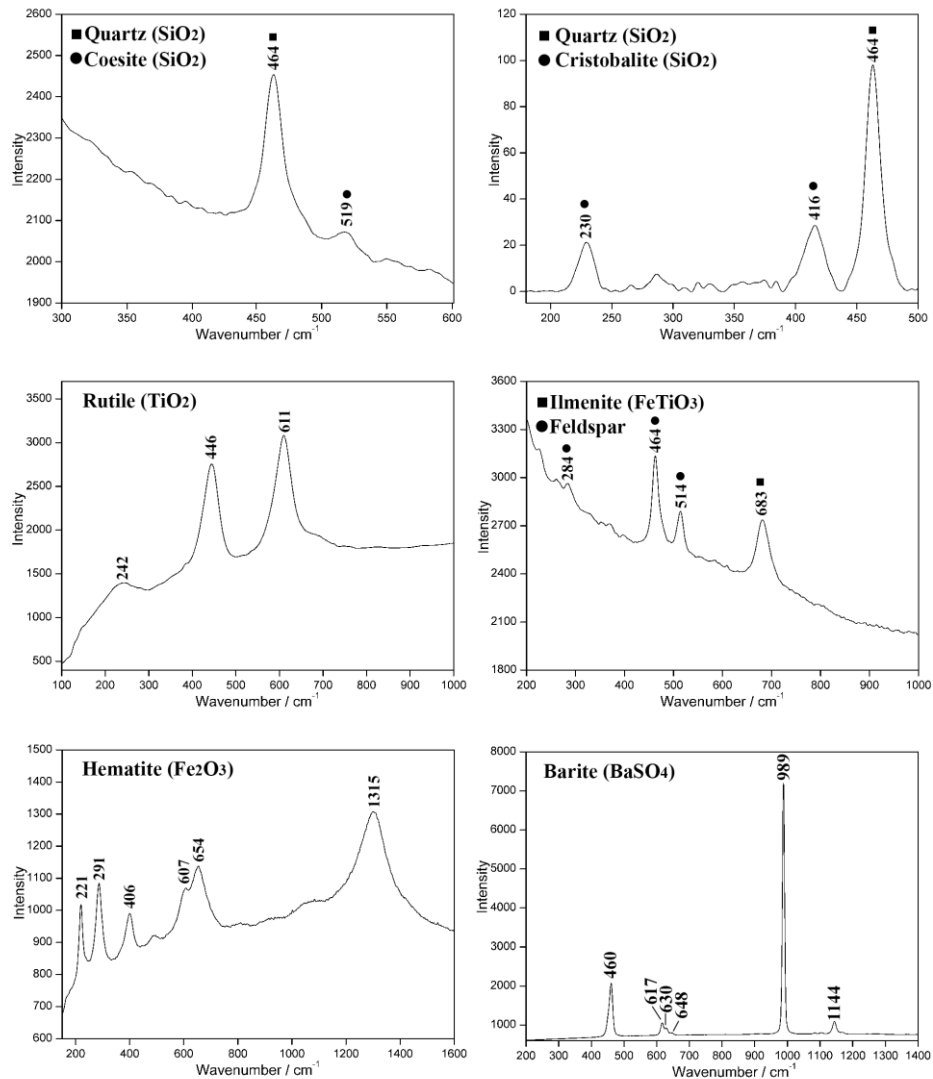 ■ Quartz (SiO2)
● Coesite (SiO2)
464
519
Intensity
2600
2500
2400
2300
2200
2100
2000
1900
300 350 400 450 500 550 600
Wavenumber / cm-1
■ Quartz (SiO2)
● Cristobalite (SiO2)
230
416
464
Intensity
120
100
80
60
40
20
0
200 250 300 350 400 450 500
Wavenumber / cm-1
Rutile (TiO2)
242
446
611
Intensity
3500
3000
2500
2000
1500
1000
500
100 200 300 400 500 600 700 800 900 1000
Wavenumber / cm-1
■ Ilmenite (FeTiO3)
● Feldspar
284
464
514
683
Intensity
3600
3300
3000
2700
2400
2100
1800
200 300 400 500 600 700 800 900 1000
Wavenumber / cm-1
Hematite (Fe2O3)
221
291
406
607
654
1315
Intensity
1500
1400
1300
1200
1100
1000
900
800
700
600
200 400 600 800 1000 1200 1400 1600
Wavenumber / cm-1
Barite (BaSO4)
460
617
630
648
989
1144
Intensity
8000
7000
6000
5000
4000
3000
2000
1000
200 400 600 800 900 1000 1200 1400
Wavenumber / cm-1